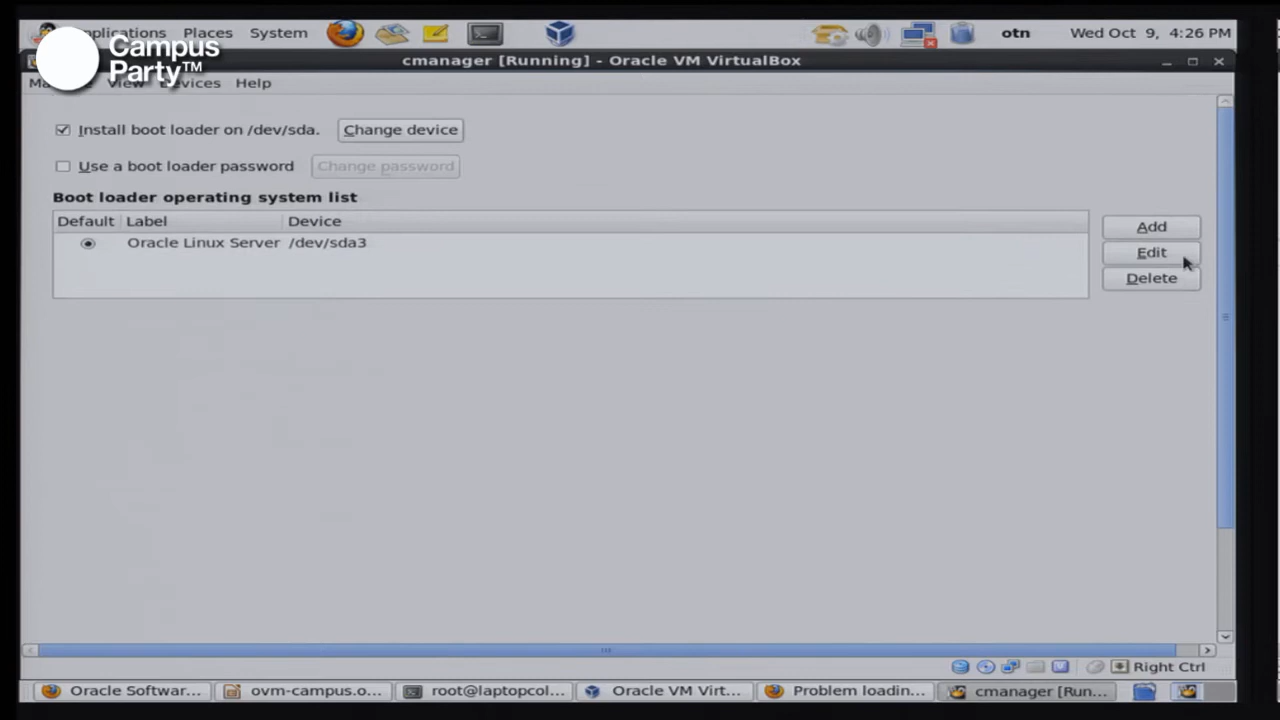 Applications Places System otn Wed Oct 9, 4:26 PM
Campus
Party™
cmanager [Running] - Oracle VM VirtualBox
View Devices Help
Install boot loader on /dev/sda. Change device
Use a boot loader password Change password
Boot loader operating system list
Default Label Device
Oracle Linux Server /dev/sda3
Add
Edit
Delete
Right Ctrl
Oracle Softwar... ovm-campus.o... root@laptopcol... Oracle VM Virt... Problem loadin... cmanager [Run...